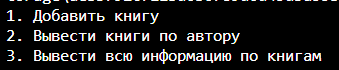 1. Добавить книгу
2. Вывести книги по автору
3. Вывести всю информацию по книгам